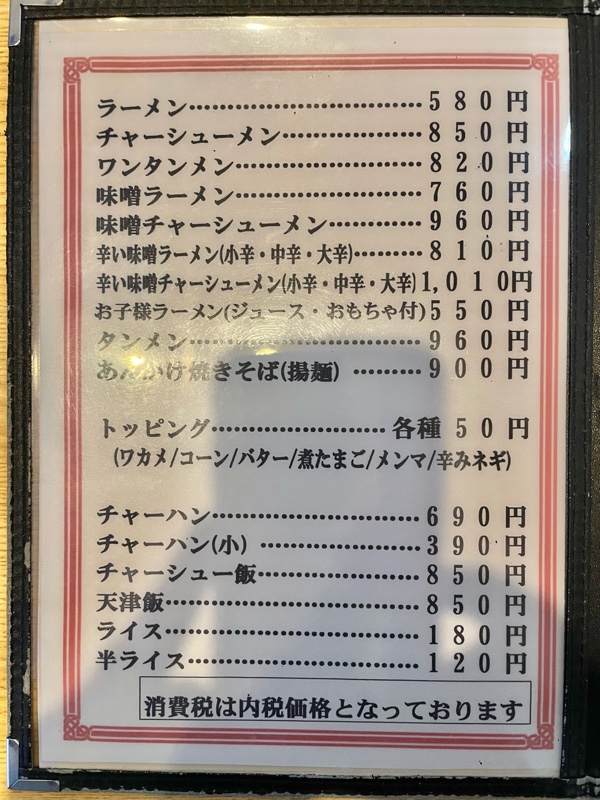 ラーメン…………………………580円
チャーシューメン………………850円
ワンタンメン……………………820円
味噌ラーメン……………………760円
味噌チャーシューメン…………960円
辛い味噌ラーメン(小辛・中辛・大辛)………810円
辛い味噌チャーシューメン(小辛・中辛・大辛)1,010円
お子様ラーメン(ジュース・おもちゃ付)550円
タンメン…………………………960円
あんかけ焼きそば(揚麺) ………900円
トッピング…………………… 各種 50円
(ワカメ/コーン/バター/煮たまご/メンマ/辛みネギ)
チャーハン………………………690円
チャーハン(小) …………………390円
チャーシュー飯…………………850円
天津飯……………………………850円
ライス……………………………180円
半ライス…………………………120円
消費税は内税価格となっております